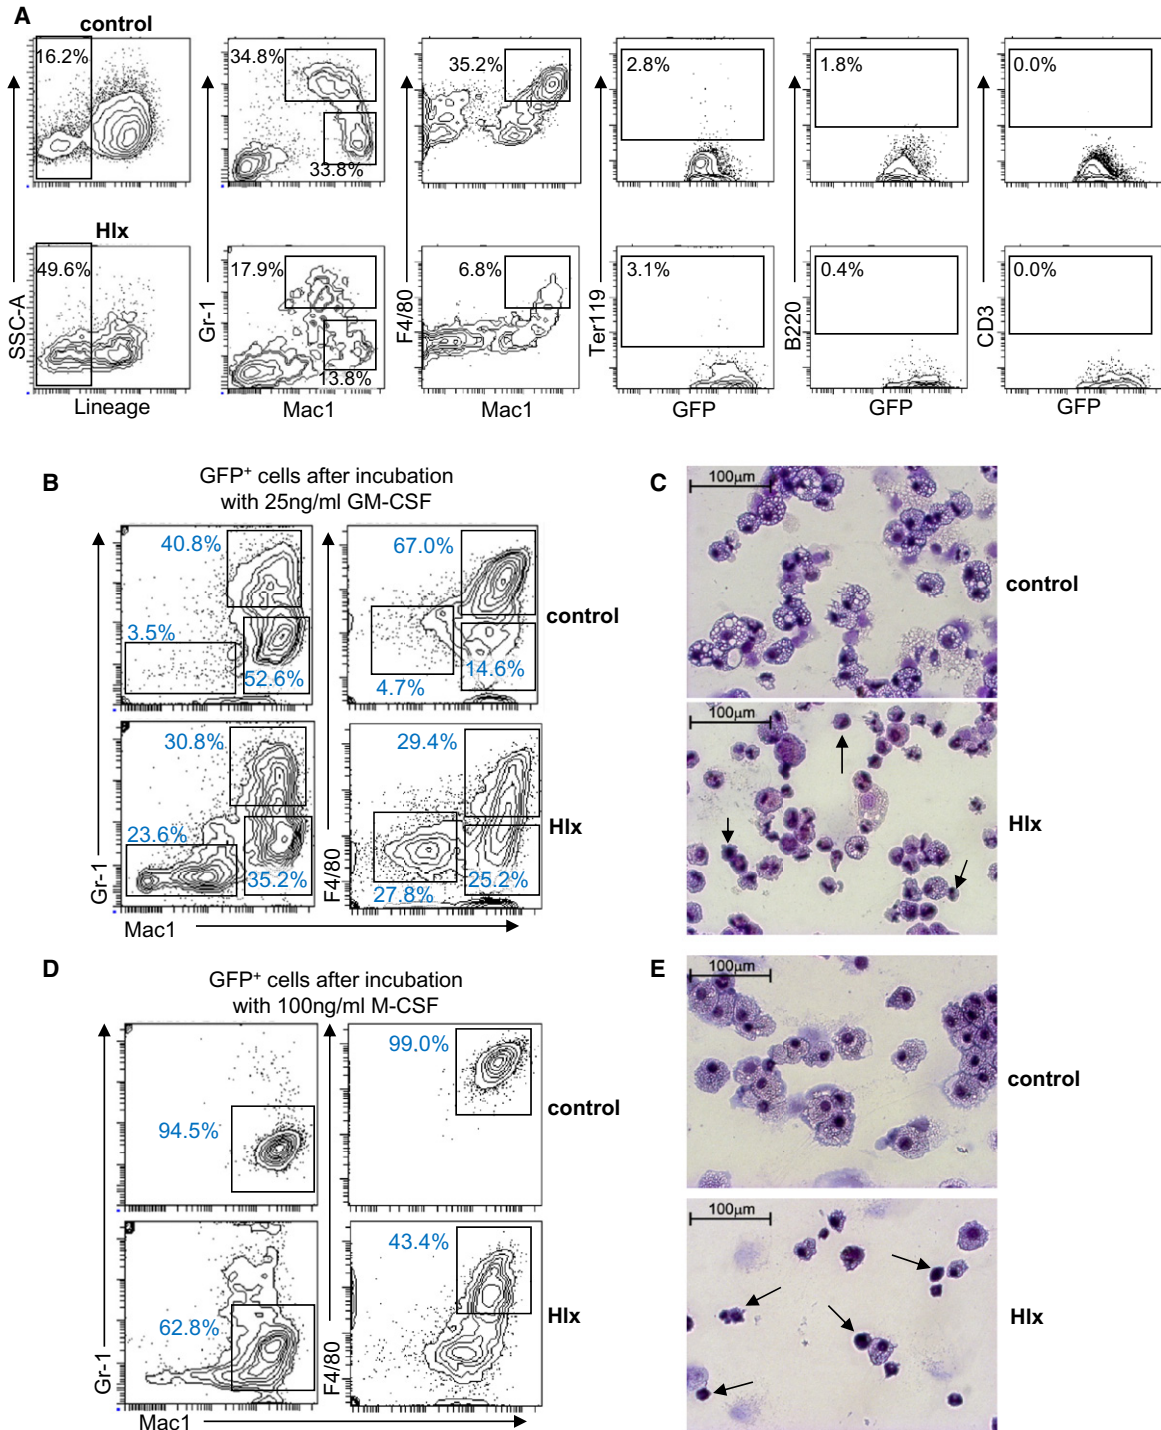 A
control
16.2%
34.8%
33.8%
35.2%
2.8%
1.8%
0.0%
SSC-A
Gr-1
F4/80
Ter119
B220
CD3
Hlx
49.6%
17.9%
13.8%
6.8%
3.1%
0.4%
0.0%
Lineage
Mac1
Mac1
GFP
GFP
GFP
B
GFP+ cells after incubation
with 25ng/ml GM-CSF
40.8%
3.5%
52.6%
67.0%
4.7%
14.6%
control
30.8%
23.6%
35.2%
29.4%
27.8%
25.2%
Hlx
Gr-1
F4/80
Mac1
C
100µm
control
100µm
Hlx
D
GFP+ cells after incubation
with 100ng/ml M-CSF
94.5%
99.0%
control
62.8%
43.4%
Hlx
Gr-1
F4/80
Mac1
E
100µm
control
100µm
Hlx